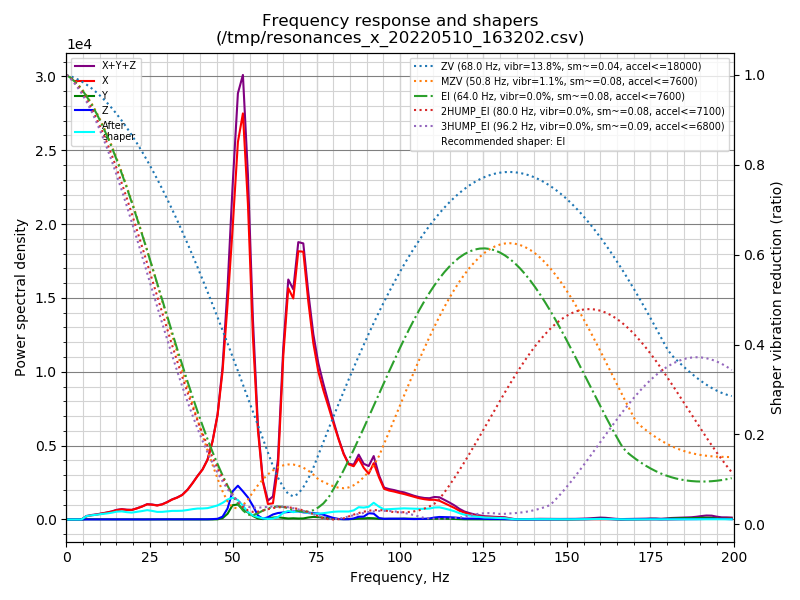 Frequency response and shapers
(/tmp/resonances_x_20220510_163202.csv)
1e4
X+Y+Z
X
Y
Z
After
shaper
ZV (68.0 Hz, vibr=13.8%, sm~=0.04, accel<=18000)
MZV (50.8 Hz, vibr=1.1%, sm~=0.08, accel<=7600)
EI (64.0 Hz, vibr=0.0%, sm~=0.08, accel<=7600)
2HUMP_EI (80.0 Hz, vibr=0.0%, sm~=0.08, accel<=7100)
3HUMP_EI (96.2 Hz, vibr=0.0%, sm~=0.09, accel<=6800)
Recommended shaper: EI
3.0
2.5
2.0
1.5
1.0
0.5
0.0
Power spectral density
1.0
0.8
0.6
0.4
0.2
0.0
Shaper vibration reduction (ratio)
0 25 50 75 100 125 150 175 200
Frequency, Hz